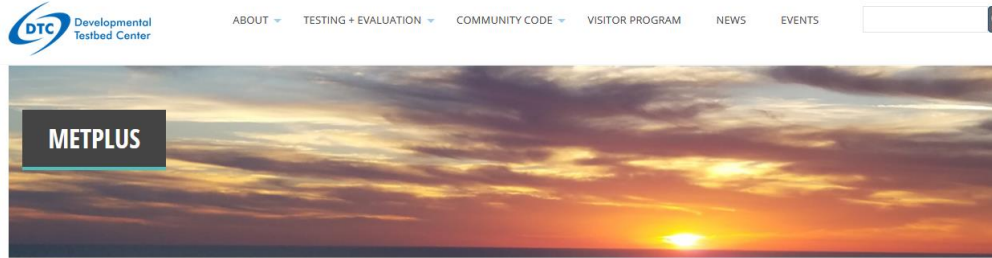 DTC
Developmental
Testbed Center
ABOUT TESTING + EVALUATION COMMUNITY CODE VISITOR PROGRAM NEWS EVENTS
METPLUS